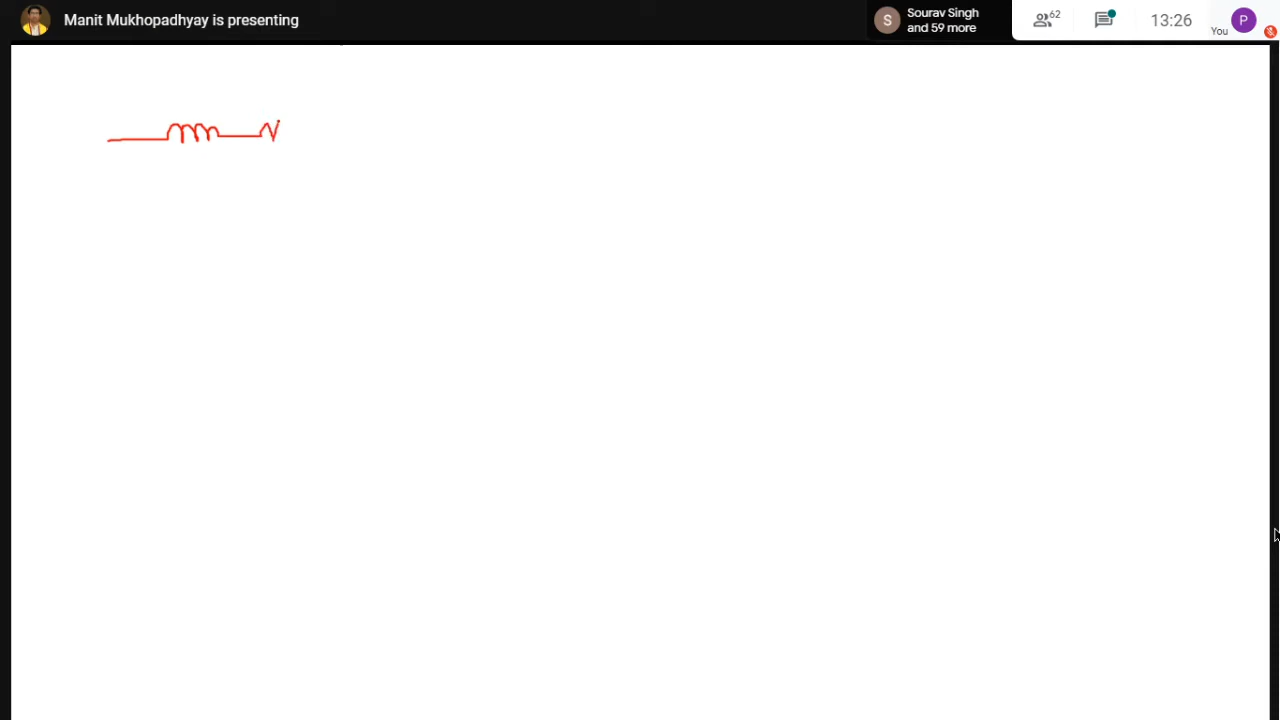 Manit Mukhopadhyay is presenting
S
Sourav Singh
and 59 more
62
13:26
You
P